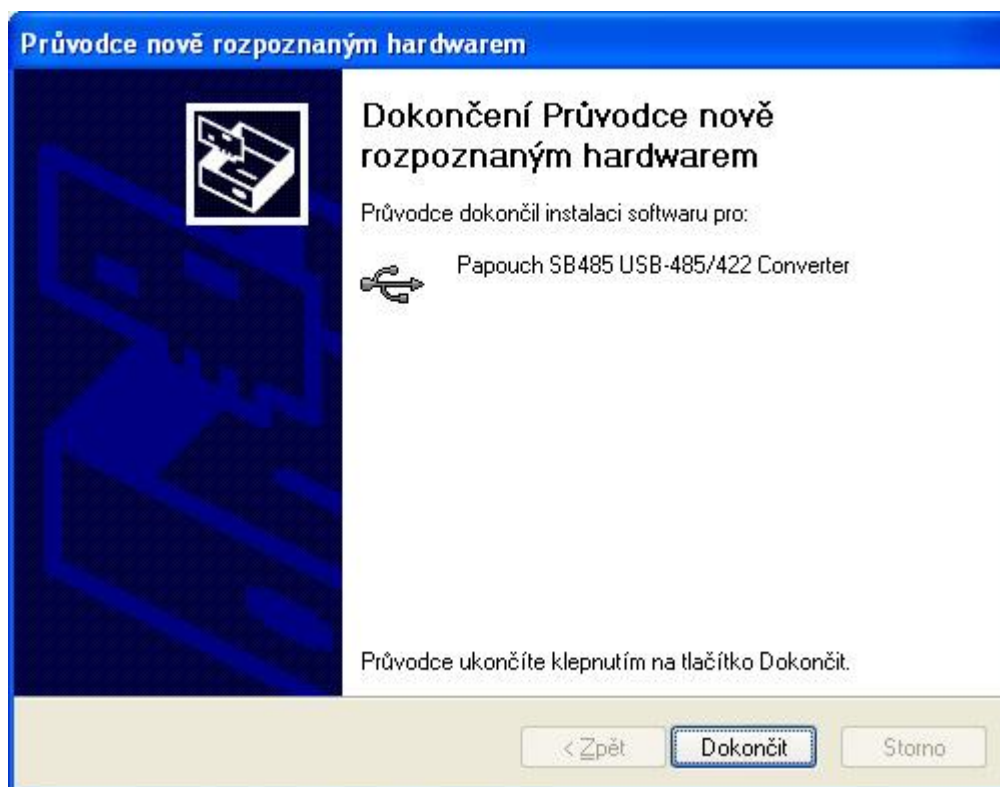 Průvodce nově rozpoznaným hardwarem
Dokončení Průvodce nově
rozpoznaným hardwarem
Průvodce dokončil instalaci softwaru pro:
Papouch SB485 USB-485/422 Converter
Průvodce ukončíte klepnutím na tlačítko Dokončit.
< Zpět
Dokončit
Storno